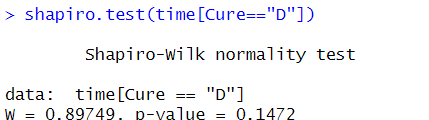 > shapiro.test(time[Cure=="D"])
Shapiro-Wilk normality test
data:  time[Cure == "D"]
W = 0.89749, p-value = 0.1472